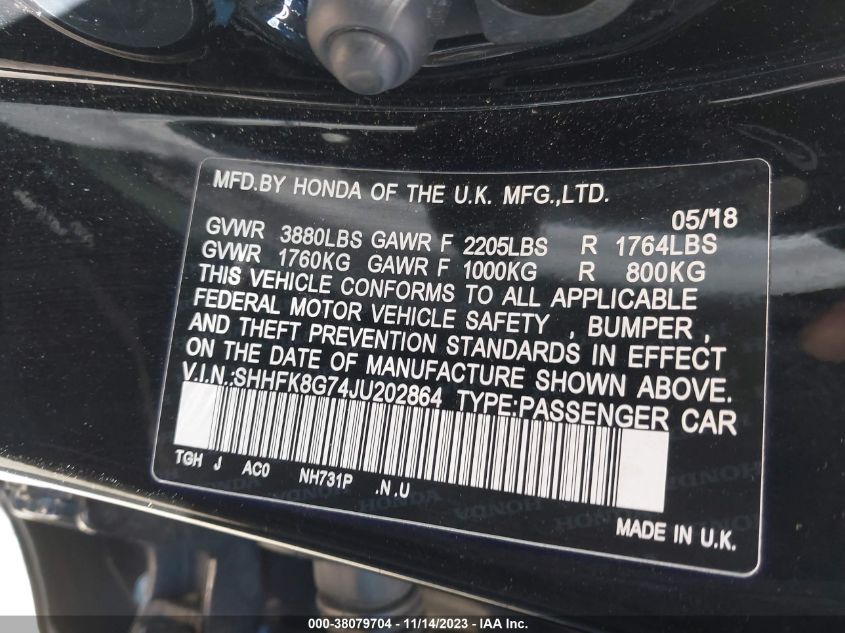 MFD.BY HONDA OF THE U.K. MFG.,LTD.
05/'18
GVWR 3880LBS GAWR F 2205LBS R 1764LBS
GVWR 1760KG GAWR F 1000KG R 800KG
THIS VEHICLE CONFORMS TO ALL APPLICABLE
FEDERAL MOTOR VEHICLE SAFETY , BUMPER ,
AND THEFT PREVENTION STANDARDS IN EFFECT
ON THE DATE OF MANUFACTURE SHOWN ABOVE.
V.I.N.:SHHFK8G74JU202864 TYPE:PASSENGER CAR
TGH J AC0 NH731P .N.U
HONDA HONDA HONDA
MADE IN U.K.
000-38079704 - 11/14/2023 - IAA Inc.